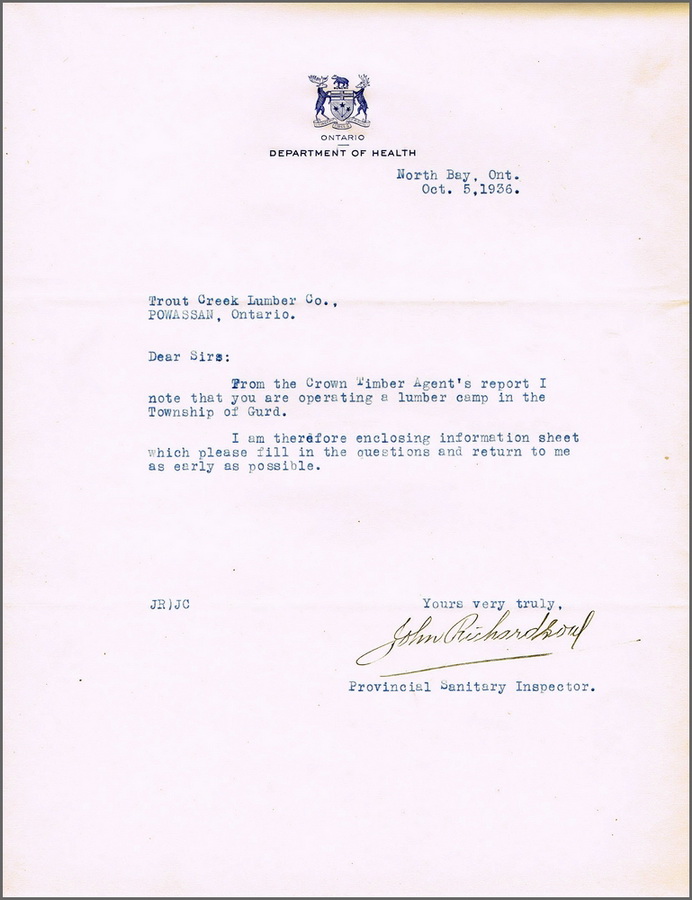 ONTARIO
DEPARTMENT OF HEALTH
North Bay, Ont.
Oct. 5,1936.
Trout Creek Lumber Co.,
POWASSAN, Ontario.
Dear Sirs:
From the Crown Timber Agent's report I
note that you are operating a lumber camp in the
Township of Gurd.
I am therefore enclosing information sheet
which please fill in the questions and return to me
as early as possible.
JR)JC
Yours very truly,
John Richardson
Provincial Sanitary Inspector.